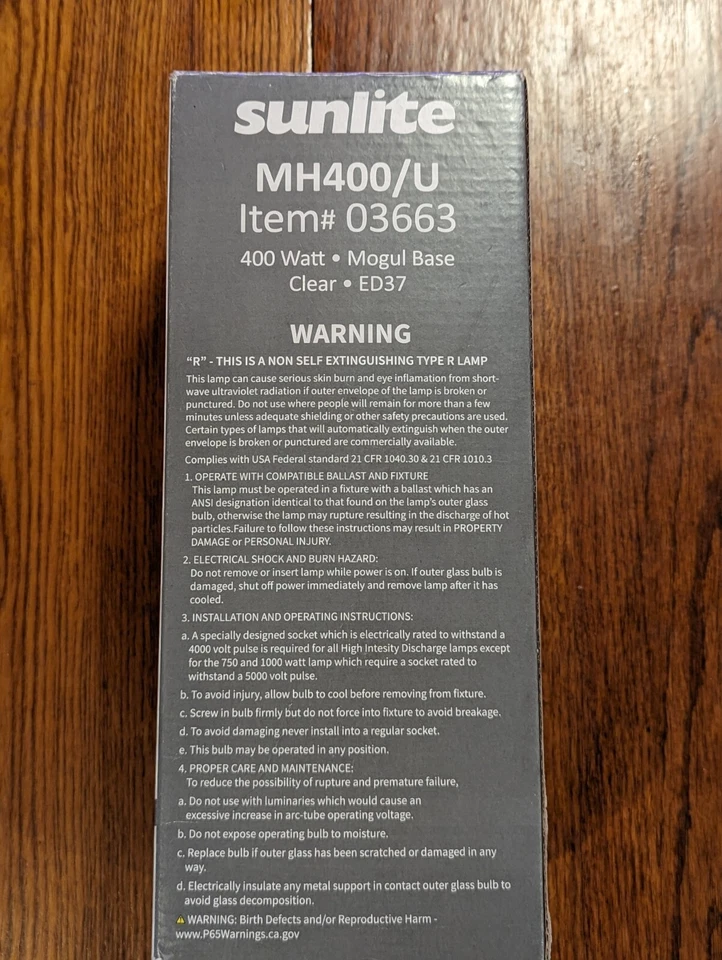 sunlite
MH400/U
Item# 03663
400 Watt • Mogul Base
Clear • ED37
WARNING
“R” - THIS IS A NON SELF EXTINGUISHING TYPE R LAMP
This lamp can cause serious skin burn and eye inflamation from short-
wave ultraviolet radiation if outer envelope of the lamp is broken or
punctured. Do not use where people will remain for more than a few
minutes unless adequate shielding or other safety precautions are used.
Certain types of lamps that will automatically extinguish when the outer
envelope is broken or punctured are commercially available.
Complies with USA Federal standard 21 CFR 1040.30 & 21 CFR 1010.3
1. OPERATE WITH COMPATIBLE BALLAST AND FIXTURE
This lamp must be operated in a fixture with a ballast which has an
ANSI designation identical to that found on the lamp's outer glass
bulb, otherwise the lamp may rupture resulting in the discharge of hot
particles.Failure to follow these instructions may result in PROPERTY
DAMAGE or PERSONAL INJURY.
2. ELECTRICAL SHOCK AND BURN HAZARD:
Do not remove or insert lamp while power is on. If outer glass bulb is
damaged, shut off power immediately and remove lamp after it has
cooled.
3. INSTALLATION AND OPERATING INSTRUCTIONS:
a. A specially designed socket which is electrically rated to withstand a
4000 volt pulse is required for all High Intesity Discharge lamps except
for the 750 and 1000 watt lamp which require a socket rated to
withstand a 5000 volt pulse.
b. To avoid injury, allow bulb to cool before removing from fixture.
c. Screw in bulb firmly but do not force into fixture to avoid breakage.
d. To avoid damaging never install into a regular socket.
e. This bulb may be operated in any position.
4. PROPER CARE AND MAINTENANCE:
To reduce the possibility of rupture and premature failure,
a. Do not use with luminaries which would cause an
excessive increase in arc-tube operating voltage.
b. Do not expose operating bulb to moisture.
c. Replace bulb if outer glass has been scratched or damaged in any
way.
d. Electrically insulate any metal support in contact outer glass bulb to
avoid glass decomposition.
⚠ WARNING: Birth Defects and/or Reproductive Harm -
www.P65Warnings.ca.gov